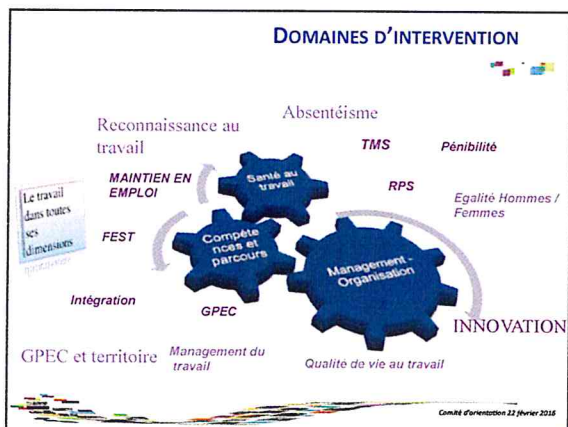 DOMAINES D'INTERVENTION
Absentéisme
Reconnaissance au
travail
TMS
Pénibilité
Santé au
travail
MAINTIEN EN
EMPLOI
RPS
Egalité Hommes /
Femmes
Le travail
dans toutes
ses
dimensions
FEST
Compéte
nces et
parcours
Management -
Organisation
Intégration
GPEC
INNOVATION
GPEC et territoire
Management du
travail
Qualité de vie au travail
Comité d'orientation 22 février 2016